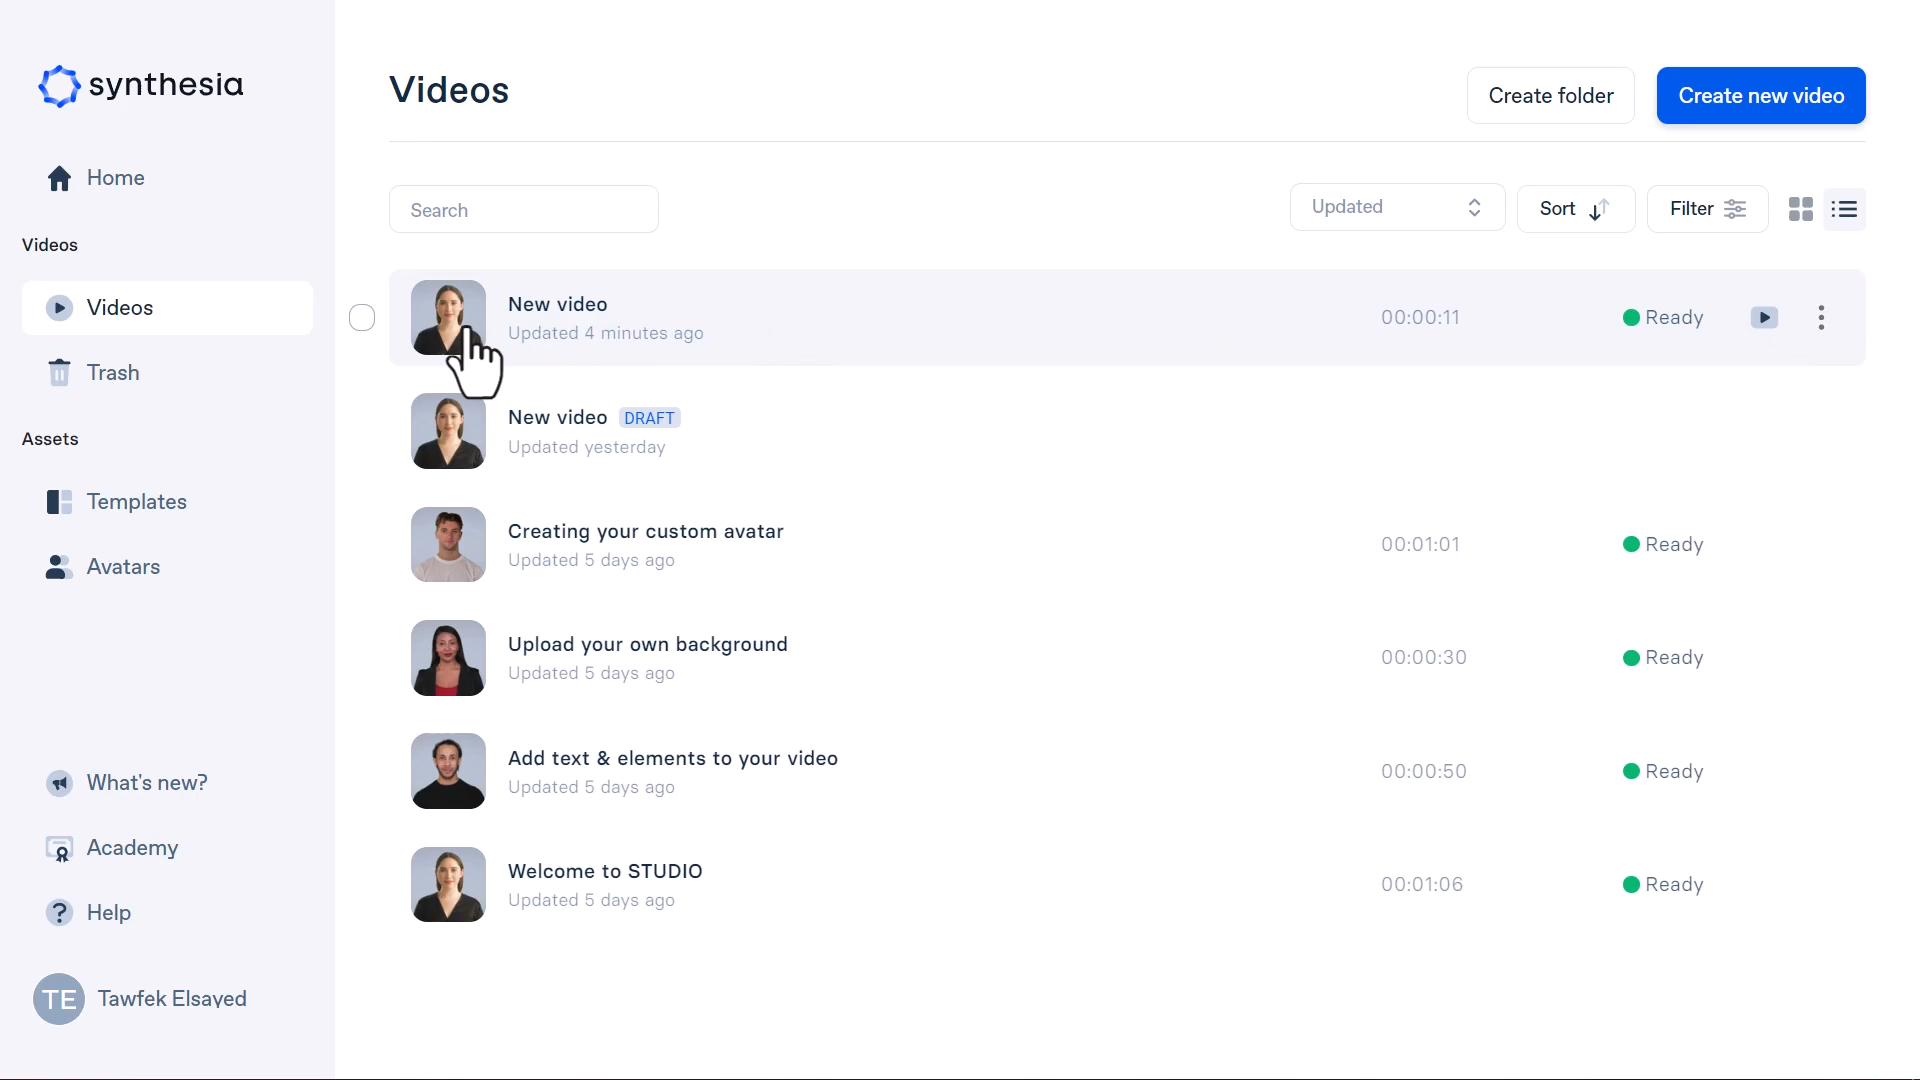 synthesia
Home
Videos
Videos
Trash
Assets
Templates
Avatars
What's new?
Academy
? Help
TE Tawfek Elsayed
Videos
Create folder
Create new video
Search
Updated
Sort
Filter
New video
Updated 4 minutes ago
00:00:11
Ready
New video DRAFT
Updated yesterday
Creating your custom avatar
Updated 5 days ago
00:01:01
Ready
Upload your own background
Updated 5 days ago
00:00:30
Ready
Add text & elements to your video
Updated 5 days ago
00:00:50
Ready
Welcome to STUDIO
Updated 5 days ago
00:01:06
Ready